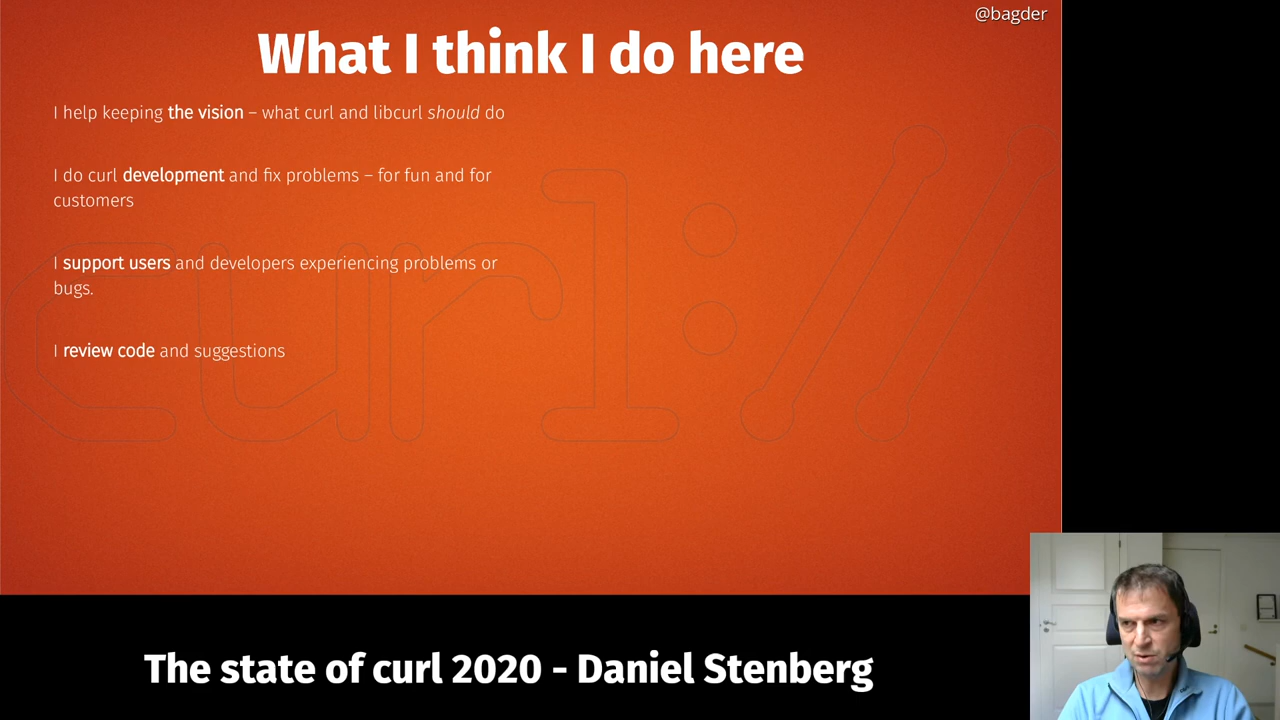 @bagder
What I think I do here
I help keeping the vision – what curl and libcurl should do
I do curl development and fix problems – for fun and for
customers
I support users and developers experiencing problems or
bugs.
I review code and suggestions
curl://
The state of curl 2020 - Daniel Stenberg